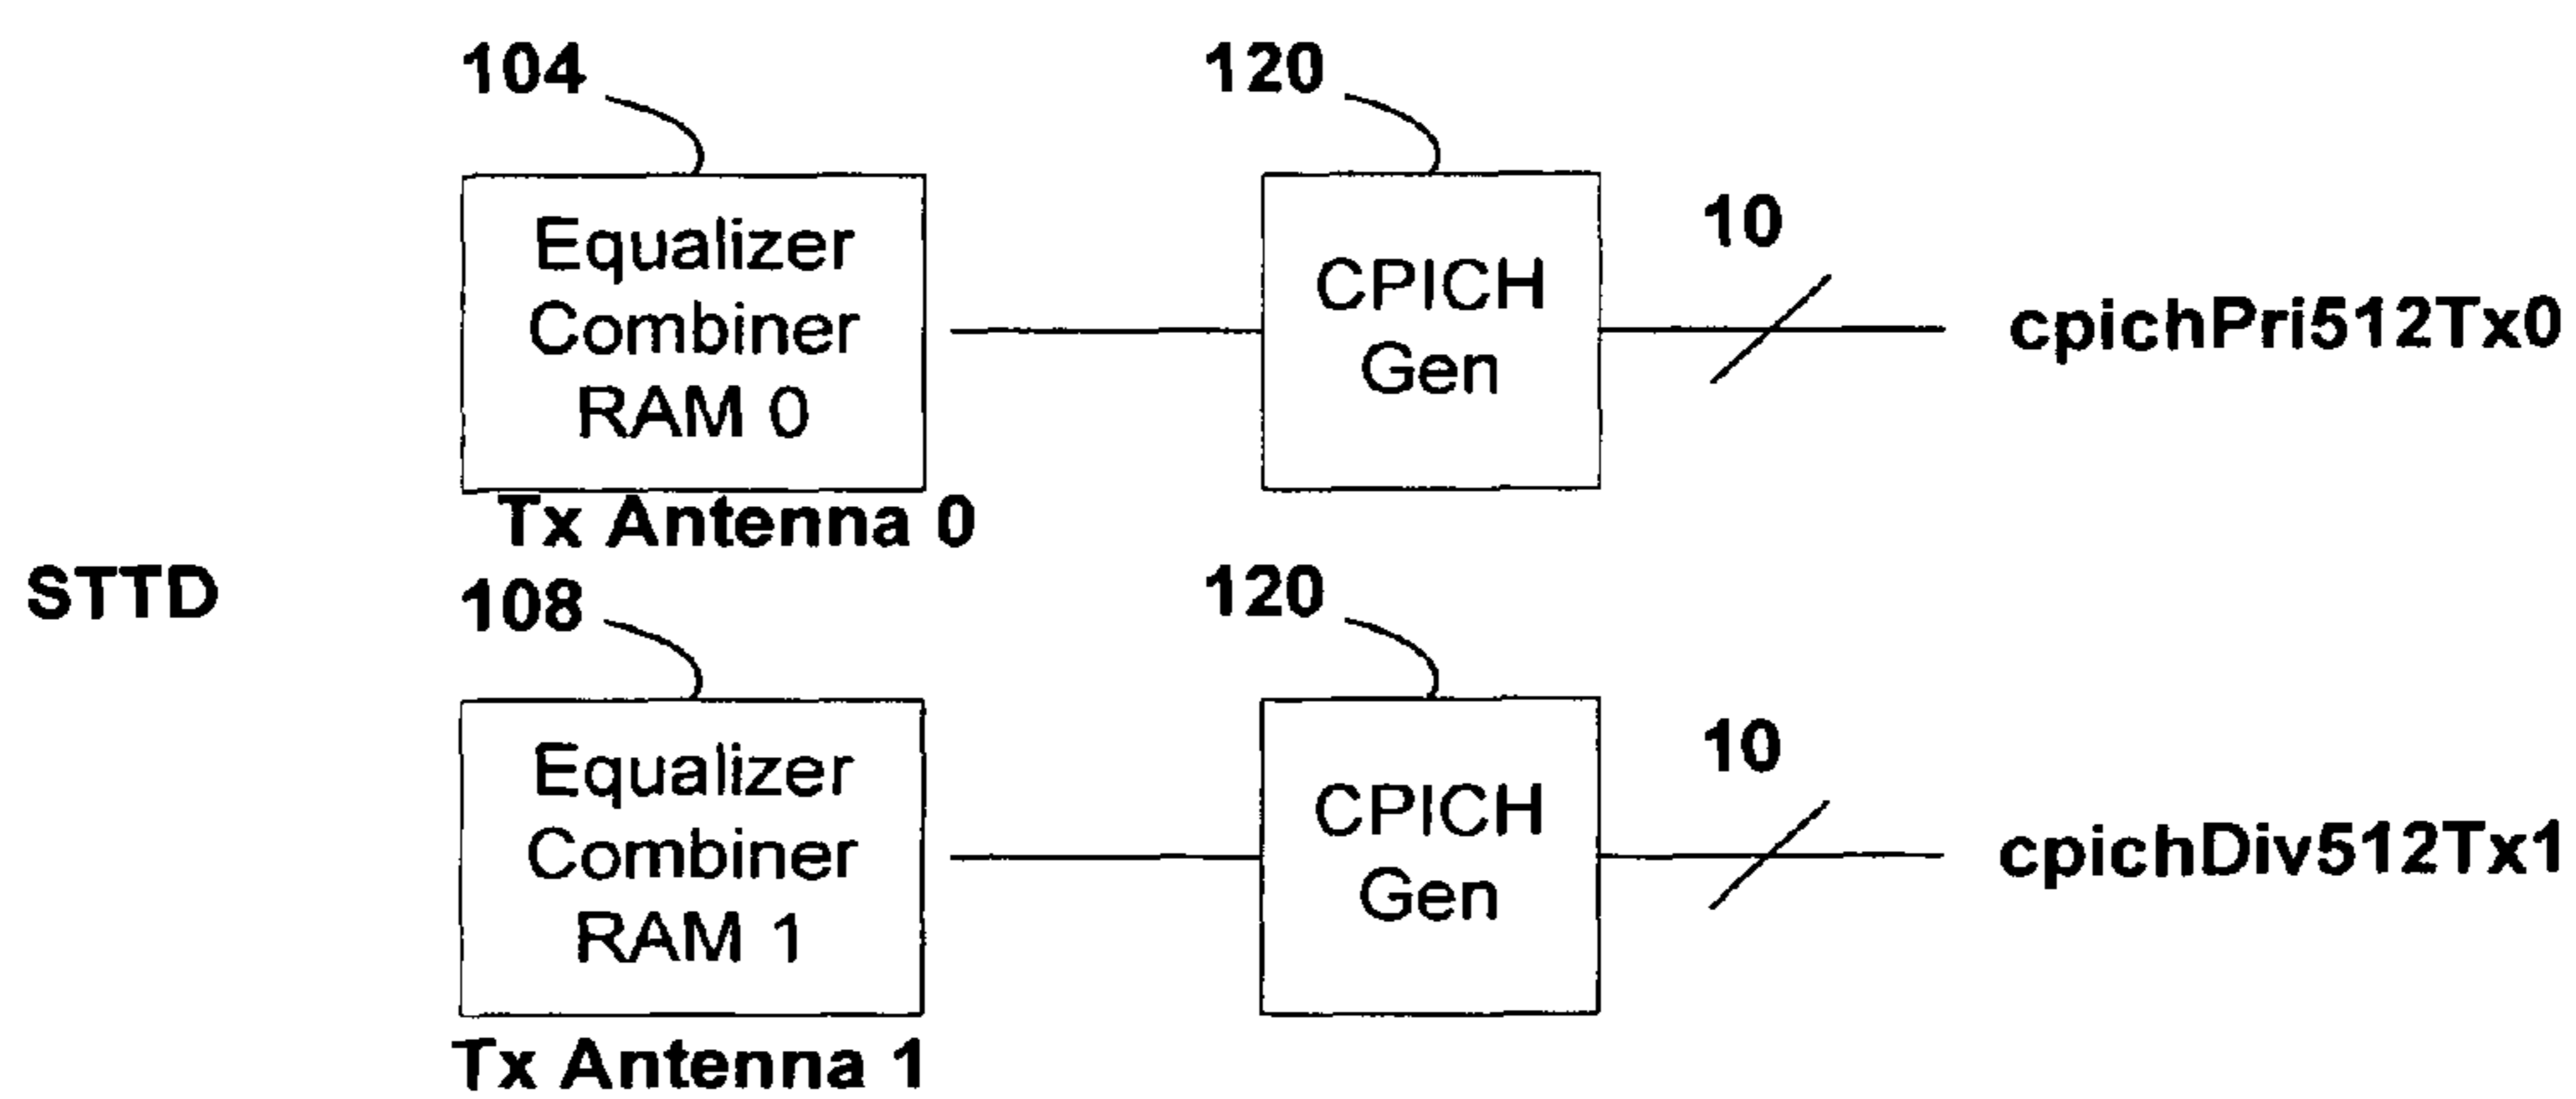 104
120
Equalizer
Combiner
RAM 0
CPICH
Gen
10
cpichPri512Tx0
Tx Antenna 0
STTD
108
120
Equalizer
Combiner
RAM 1
CPICH
Gen
10
cpichDiv512Tx1
Tx Antenna 1